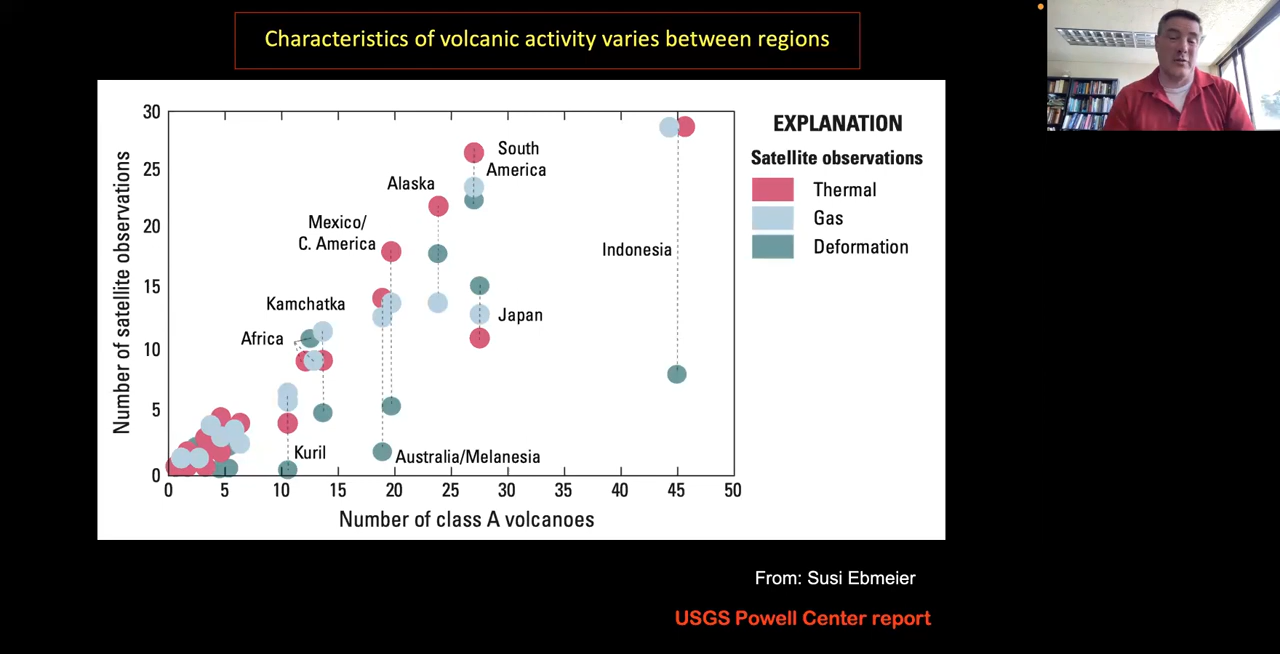 Characteristics of volcanic activity varies between regions
Number of satellite observations
30
25
20
15
10
5
0
0 5 10 15 20 25 30 35 40 45 50
Number of class A volcanoes
South
America
Alaska
Mexico/
C. America
Indonesia
Kamchatka
Japan
Africa
Kuril
Australia/Melanesia
EXPLANATION
Satellite observations
Thermal
Gas
Deformation
From: Susi Ebmeier
USGS Powell Center report